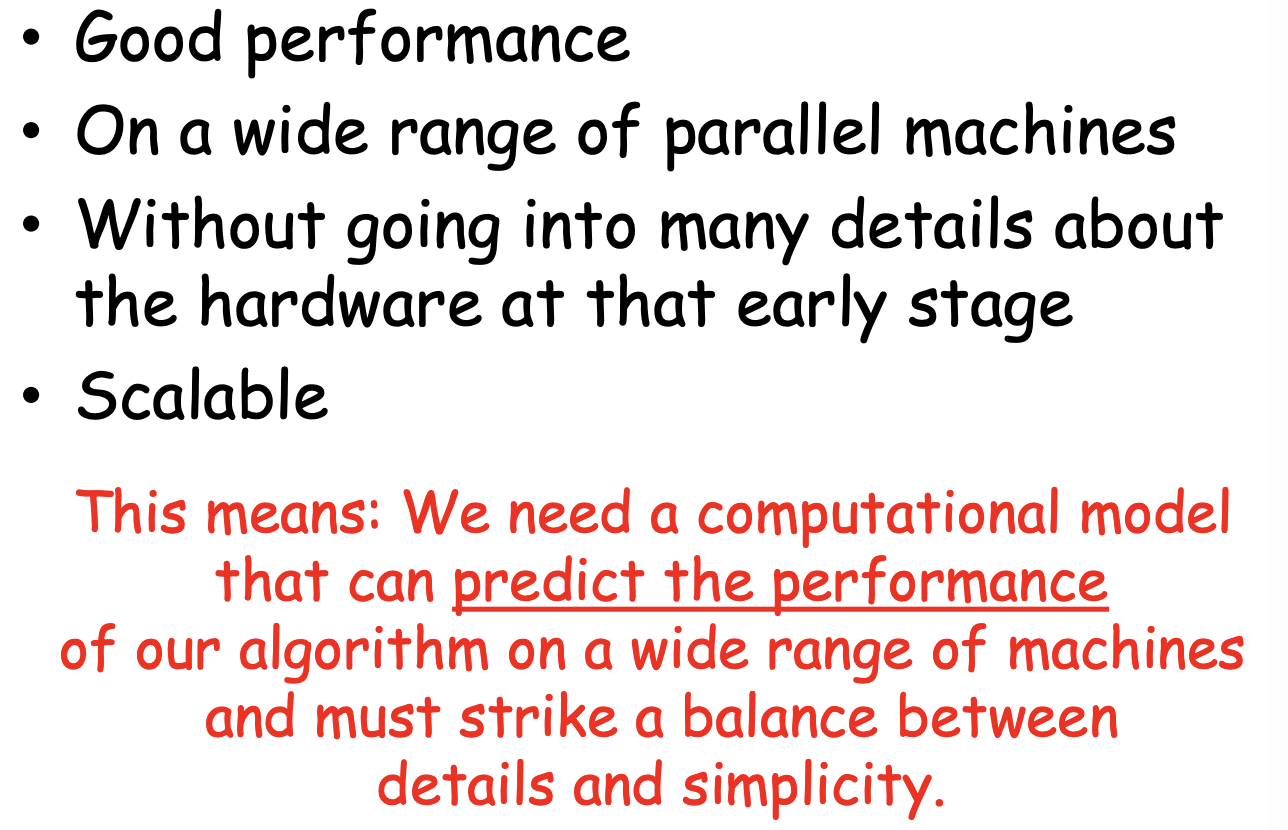 • Good performance
• On a wide range of parallel machines
• Without going into many details about
the hardware at that early stage
• Scalable
This means: We need a computational model
that can predict the performance
of our algorithm on a wide range of machines
and must strike a balance between
details and simplicity.